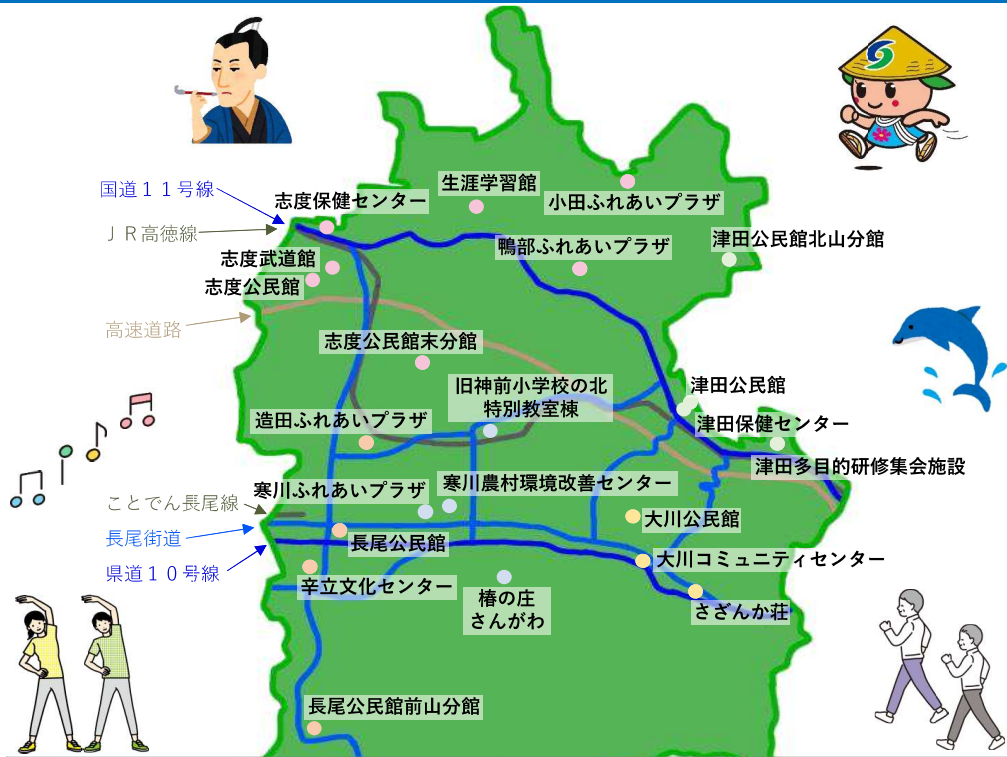 国道１１号線
志度保健センター
生涯学習館
小田ふれあいプラザ
ＪＲ高徳線
鴨部ふれあいプラザ
津田公民館北山分館
志度武道館
志度公民館
高速道路
志度公民館末分館
旧神前小学校の北
特別教室棟
津田公民館
造田ふれあいプラザ
津田保健センター
津田多目的研修集会施設
寒川ふれあいプラザ
寒川農村環境改善センター
ことでん長尾線
大川公民館
長尾街道
長尾公民館
大川コミュニティセンター
県道１０号線
辛立文化センター
椿の庄
さんがわ
さざんか荘
長尾公民館前山分館